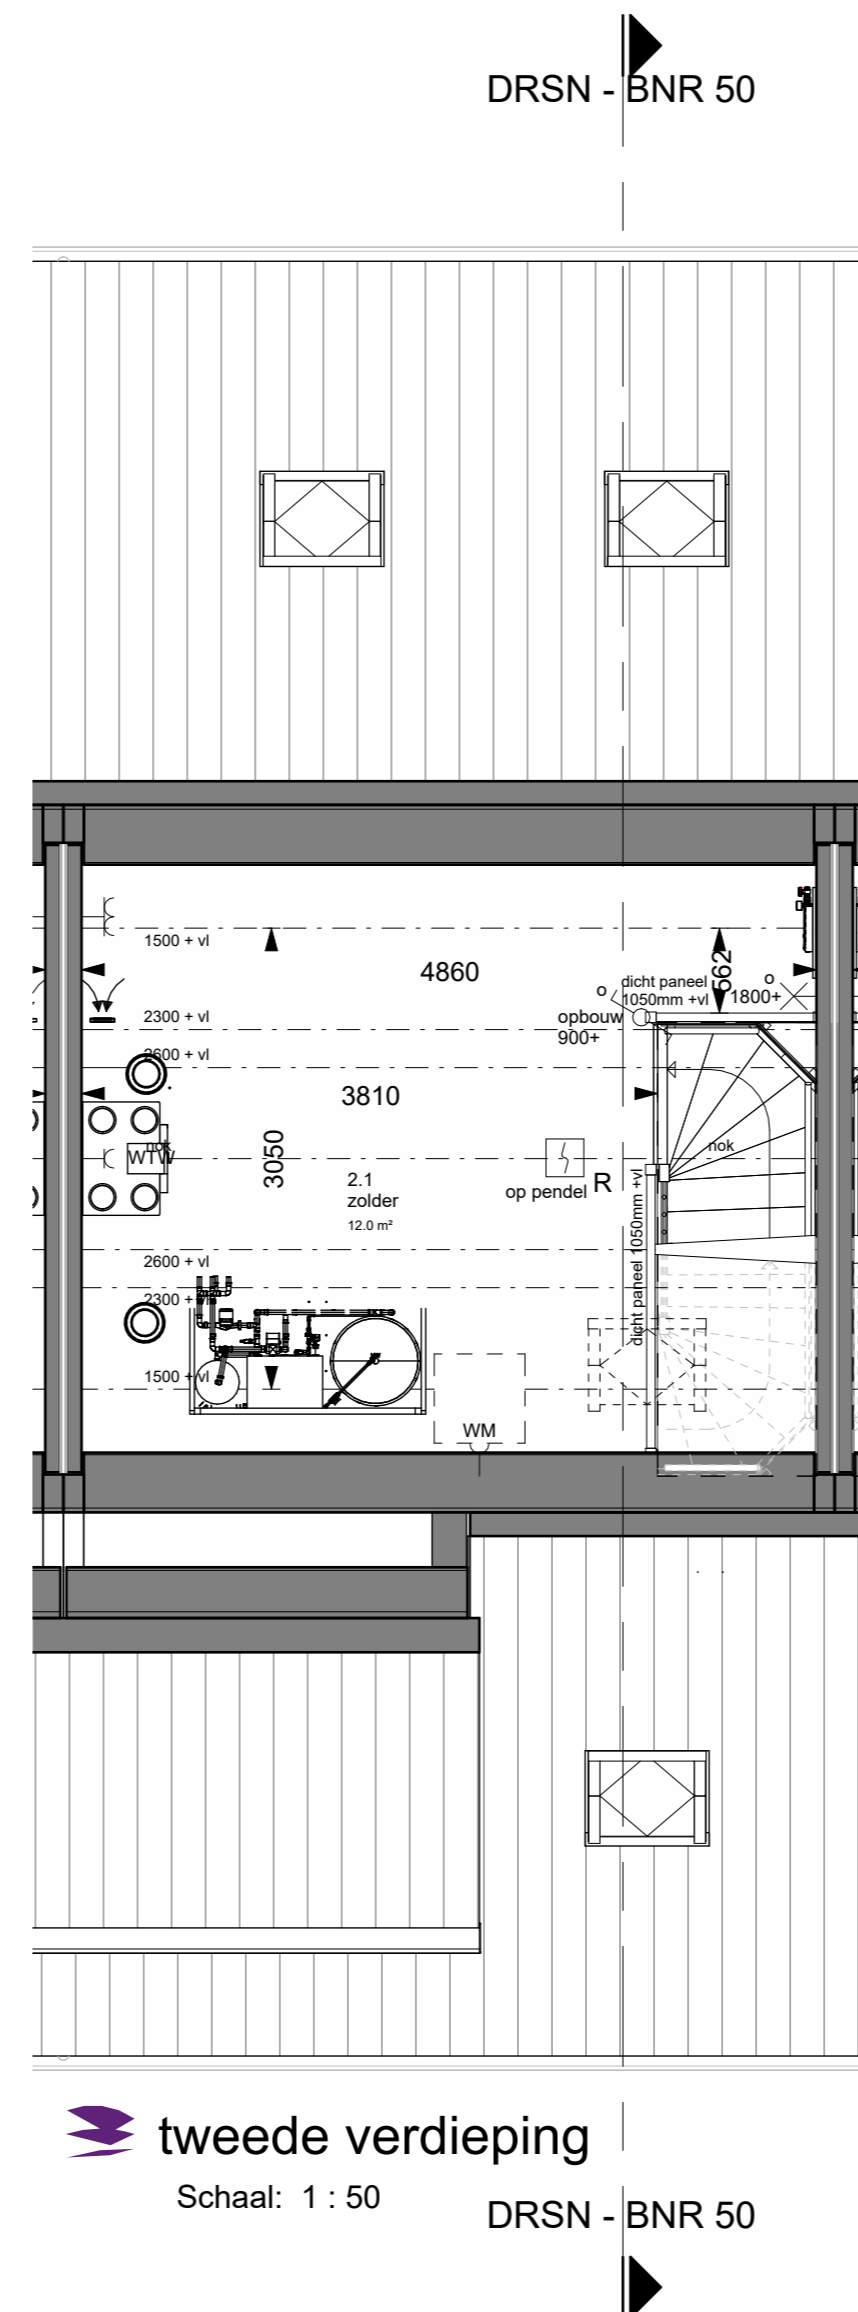 DRSN - BNR 50
1500 + vl
4860
562
dicht paneel
1050mm +vl
o
o
1800+
opbouw
900+
2300 + vl
2600 + vl
3810
3050
nok
WTW
nok
2.1
zolder
12.0 m²
op pendel
R
dicht paneel 1050mm +vl
2600 + vl
2300 + vl
1500 + vl
WM
tweede verdieping
Schaal: 1 : 50
DRSN - BNR 50